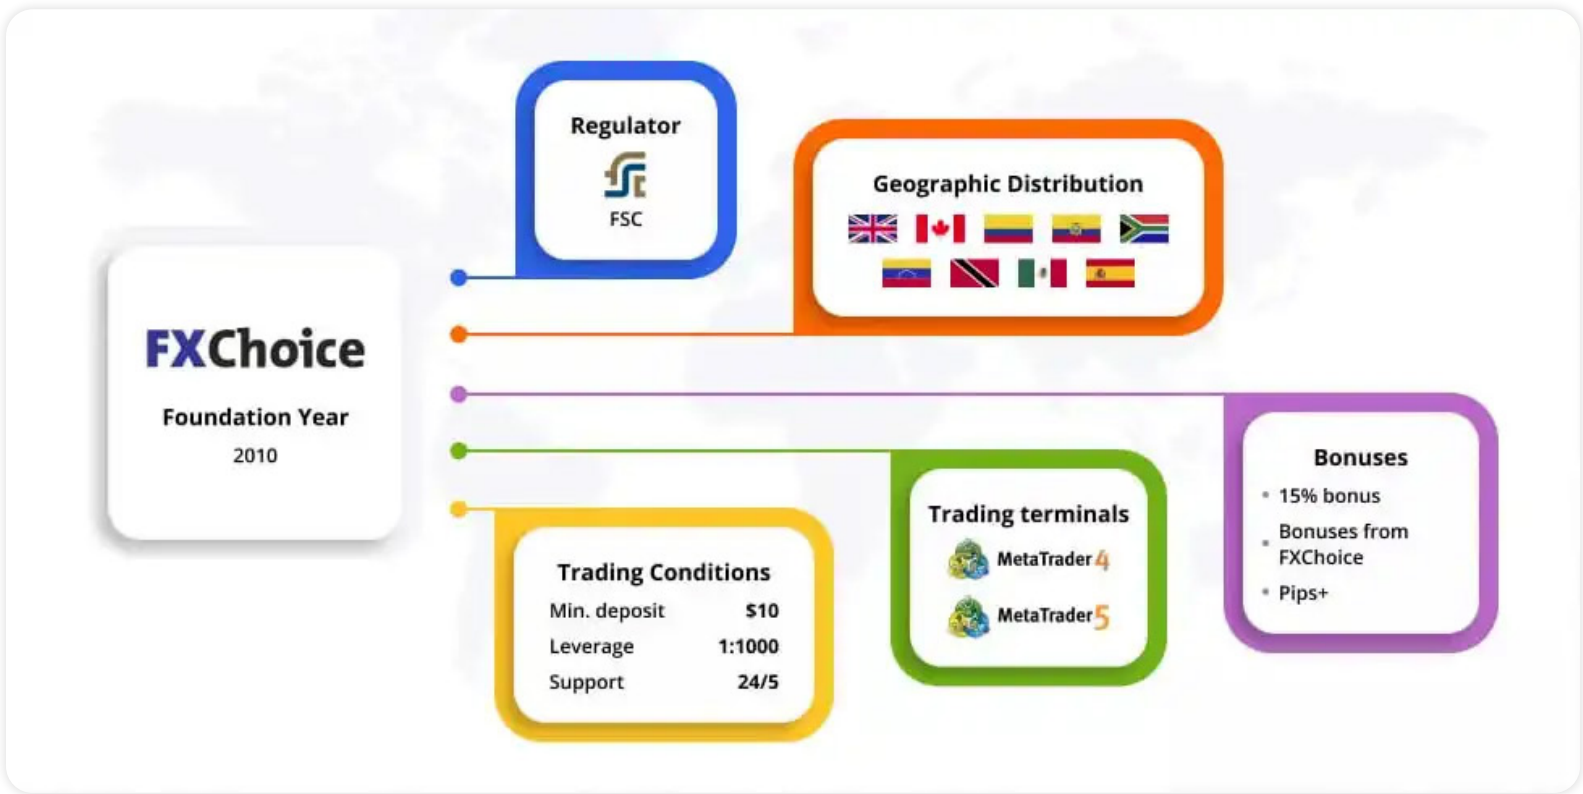 FXChoice
Foundation Year
2010
Regulator
FSC
Geographic Distribution
Bonuses
15% bonus
Bonuses from
FXChoice
Pips+
Trading terminals
MetaTrader 4
MetaTrader 5
Trading Conditions
Min. deposit $10
Leverage 1:1000
Support 24/5